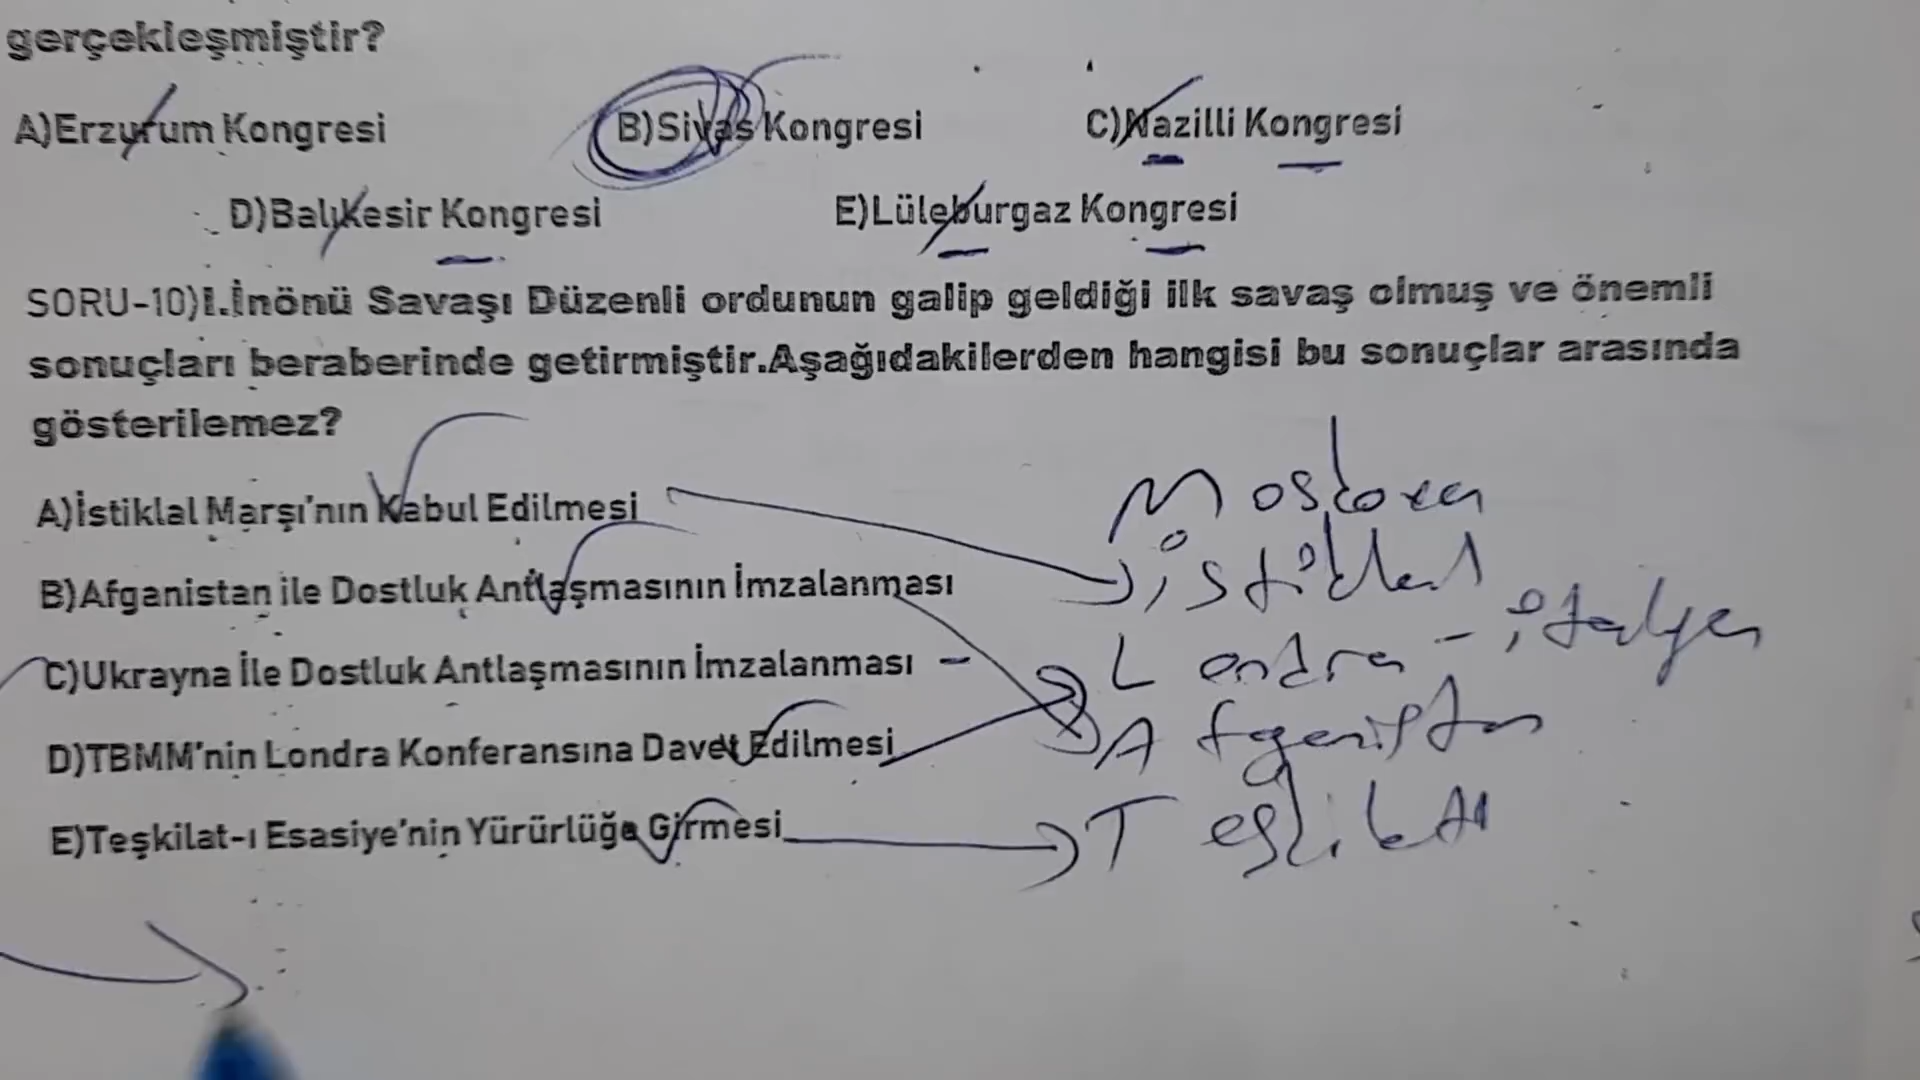 gerçekleşmiştir?
A)Erzurum Kongresi B)Sivas Kongresi C)Nazilli Kongresi
D)Balıkesir Kongresi E)Lüleburgaz Kongresi
SORU-10)I.İnönü Savaşı Düzenli ordunun galip geldiği ilk savaş olmuş ve önemli
sonuçları beraberinde getirmiştir.Aşağıdakilerden hangisi bu sonuçlar arasında
gösterilemez?
A)İstiklal Marşı'nın Kabul Edilmesi
B)Afganistan ile Dostluk Antlaşmasının İmzalanması
C)Ukrayna İle Dostluk Antlaşmasının İmzalanması
D)TBMM'nin Londra Konferansına Davet Edilmesi
E)Teşkilat-ı Esasiye'nin Yürürlüğe Girmesi
Moskova
istiklal
Londra - italya
Afganistan
Teşkilat